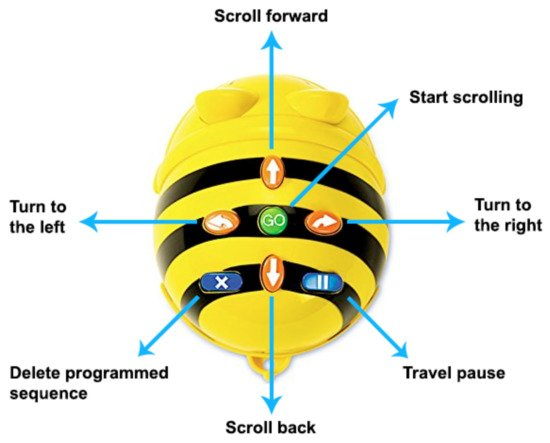 Scroll forward
Start scrolling
Turn to
the left
GO
Turn to
the right
Delete programmed
sequence
Travel pause
Scroll back